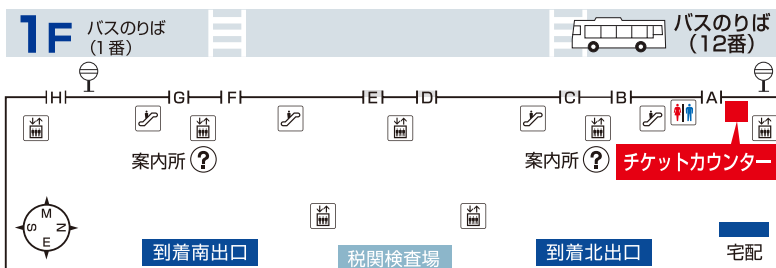 1F
バスのりば
(1番)
バスのりば
(12番)
H
G
F
E
D
C
B
A
案内所 ?
案内所 ?
チケットカウンター
M
S
N
E
到着南出口
税関検査場
到着北出口
宅配